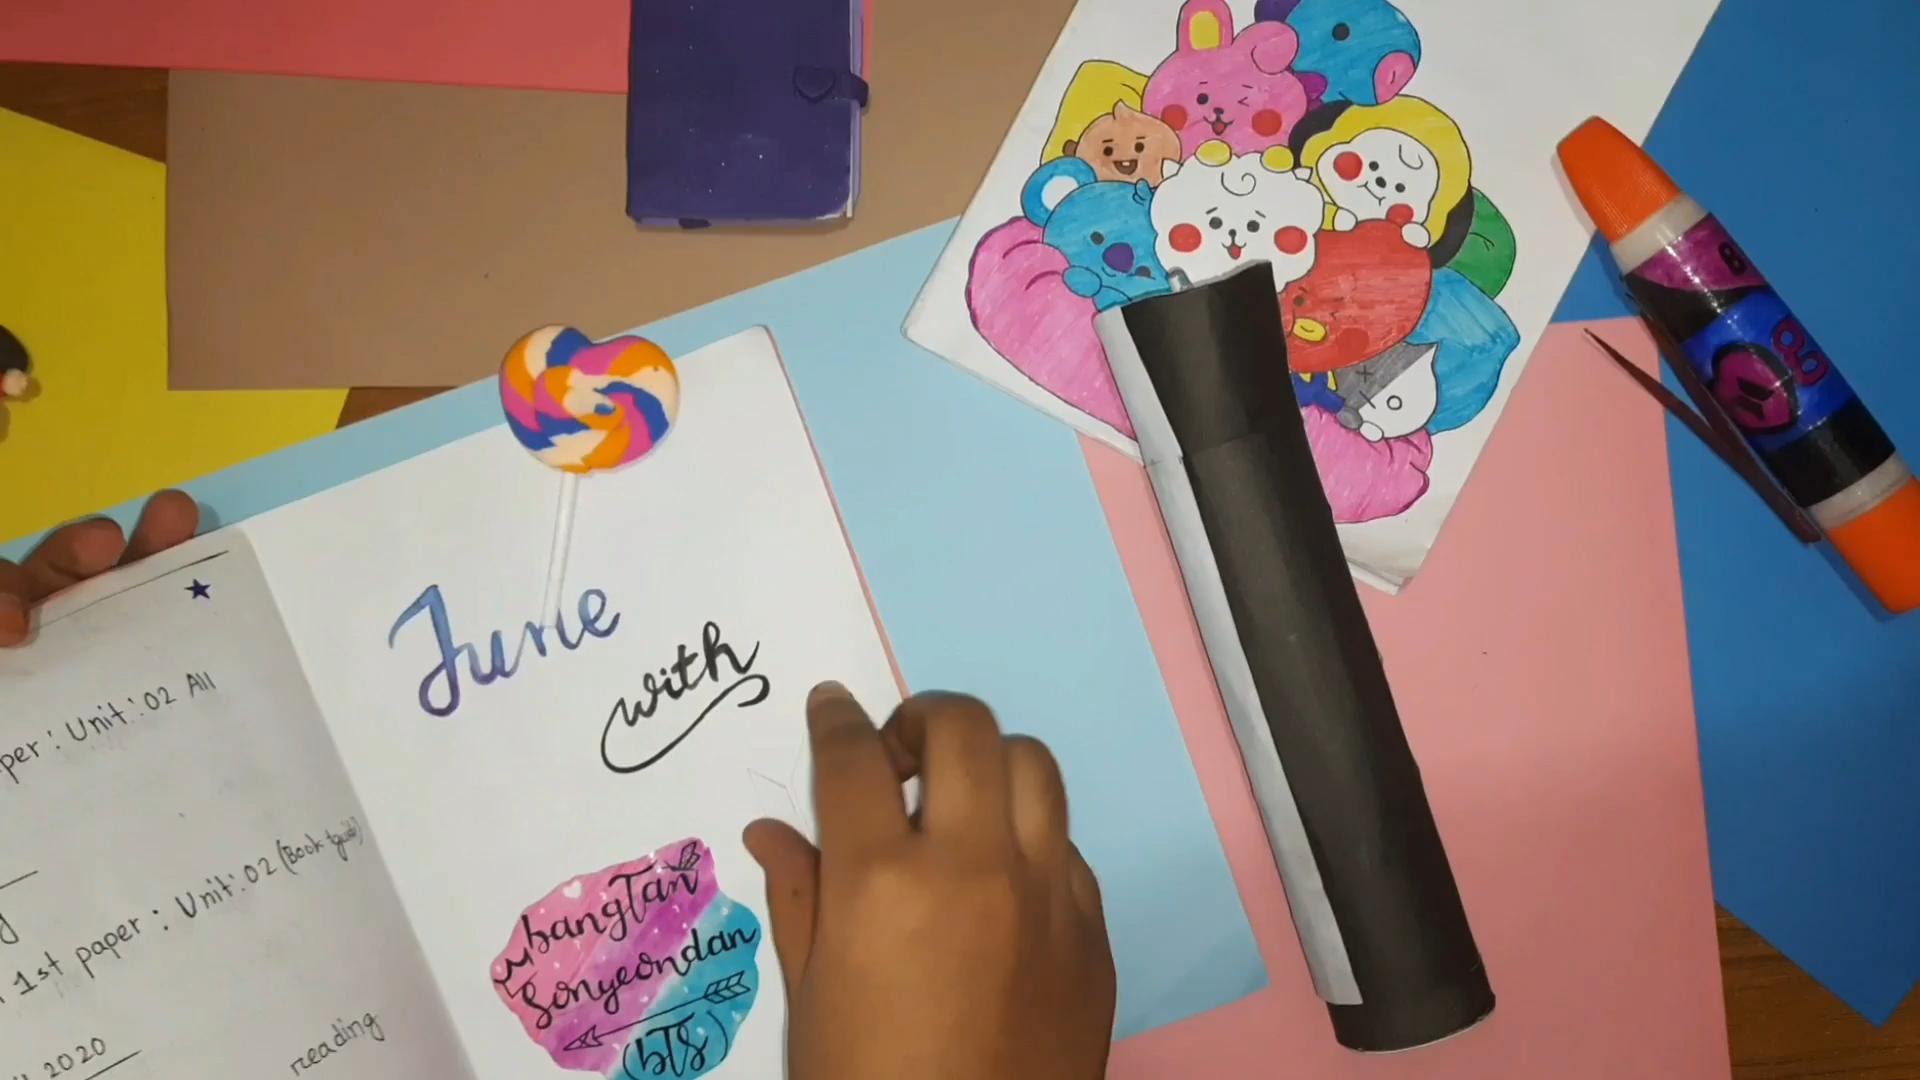 per : Unit : 02 All
1st paper : Unit : 02 (Book
2020
reading
June
with
bangTan
Sonyeondan
(bTS)